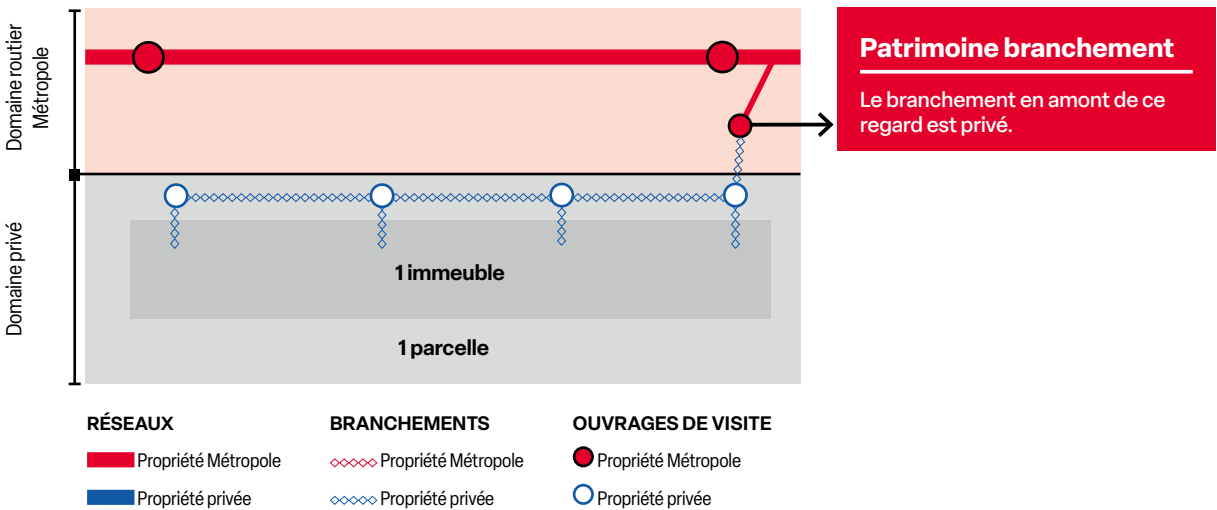 Domaine routier
Métropole
Patrimoine branchement
Le branchement en amont de ce
regard est privé.
Domaine privé
1 immeuble
1 parcelle
RÉSEAUX
Propriété Métropole
Propriété privée
BRANCHEMENTS
Propriété Métropole
Propriété privée
OUVRAGES DE VISITE
Propriété Métropole
Propriété privée